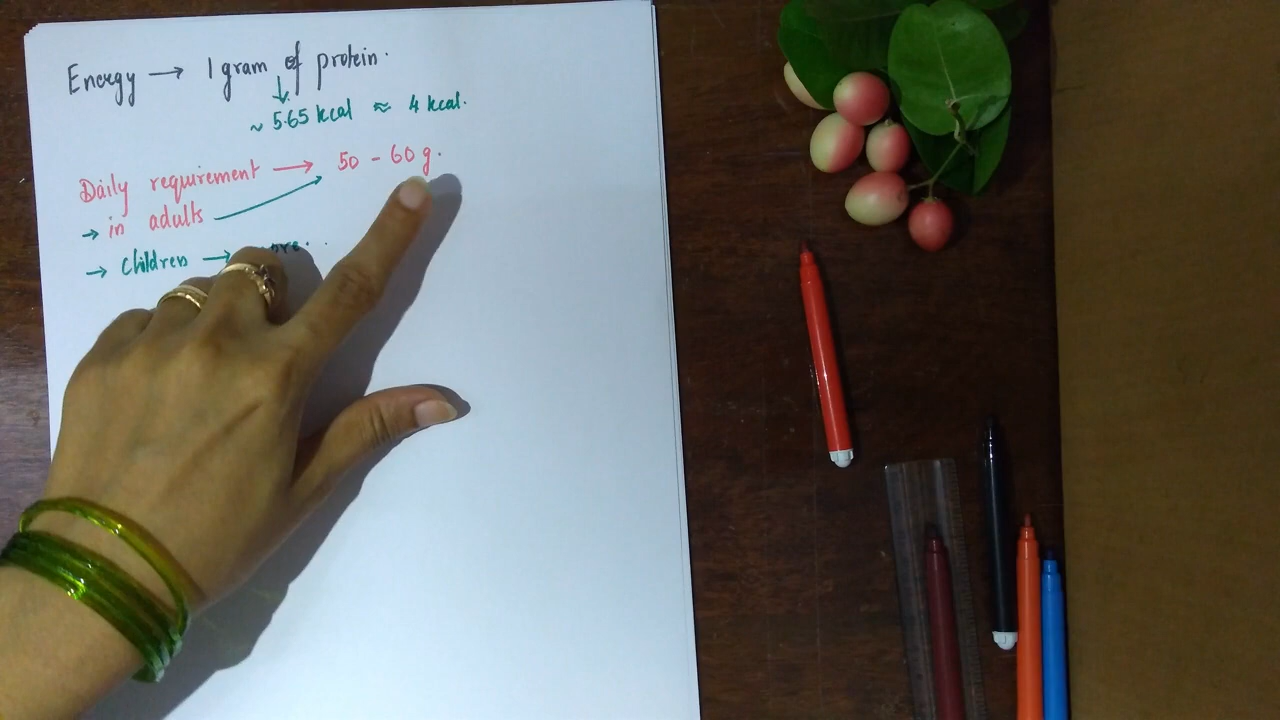 Energy → 1 gram of protein.
↓
~ 5.65 kcal ≈ 4 kcal.
Daily requirement → 50 - 60 g.
→ in adults
→ Children →